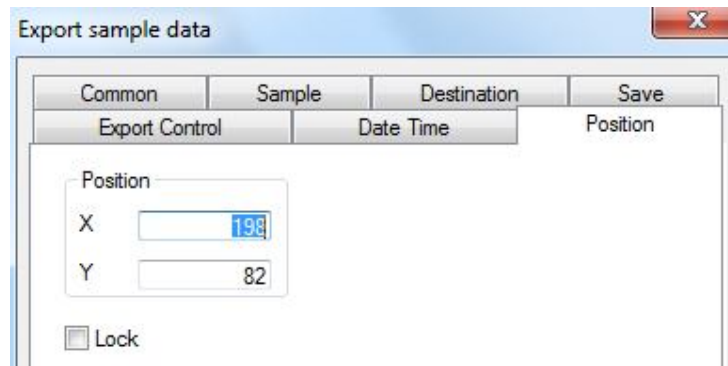 Export sample data
Common Sample Destination Save
Export Control Date Time Position
Position
X 198
Y 82
Lock